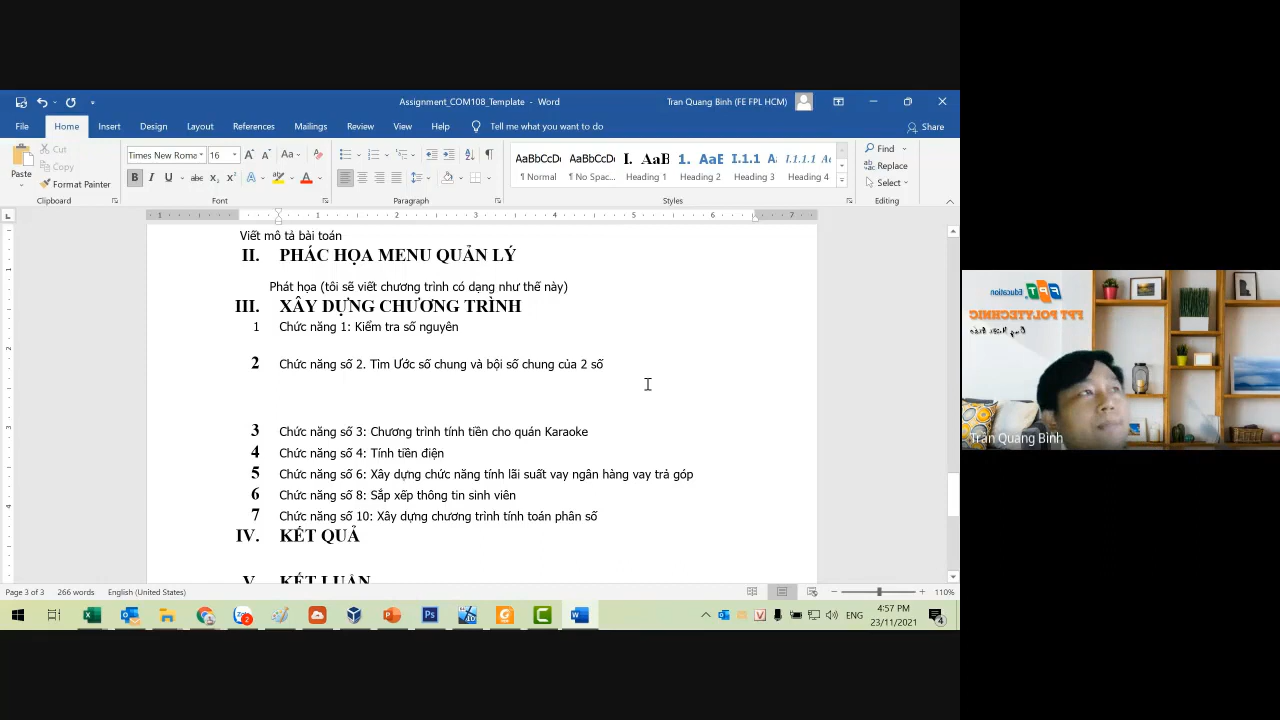 Assignment_COM108_Template - Word
Tran Quang Binh (FE FPL HCM)
File Home Insert Design Layout References Mailings Review View Help Tell me what you want to do Share
Paste
Cut
Copy
Format Painter
Clipboard
Times New Roma 16
Font
Paragraph
AaBbCcDı AaBbCcDı I. AaB 1. AaE I.1.1 A: I.1.1.1 Aı
¶ Normal ¶ No Spac... Heading 1 Heading 2 Heading 3 Heading 4
Styles
Find
Replace
Select
Editing
Viết mô tả bài toán
II. PHÁC HỌA MENU QUẢN LÝ
Phát họa (tôi sẽ viết chương trình có dạng như thế này)
III. XÂY DỰNG CHƯƠNG TRÌNH
1 Chức năng 1: Kiểm tra số nguyên
2 Chức năng số 2. Tìm Ước số chung và bội số chung của 2 số
3 Chức năng số 3: Chương trình tính tiền cho quán Karaoke
4 Chức năng số 4: Tính tiền điện
5 Chức năng số 6: Xây dựng chức năng tính lãi suất vay ngân hàng vay trả góp
6 Chức năng số 8: Sắp xếp thông tin sinh viên
7 Chức năng số 10: Xây dựng chương trình tính toán phân số
IV. KẾT QUẢ
V. KẾT LUẬN
Page 3 of 3 266 words English (United States) 110%
ENG
4:57 PM
23/11/2021
FPT Education
FPT POLYTECHNIC
Tran Quang Binh